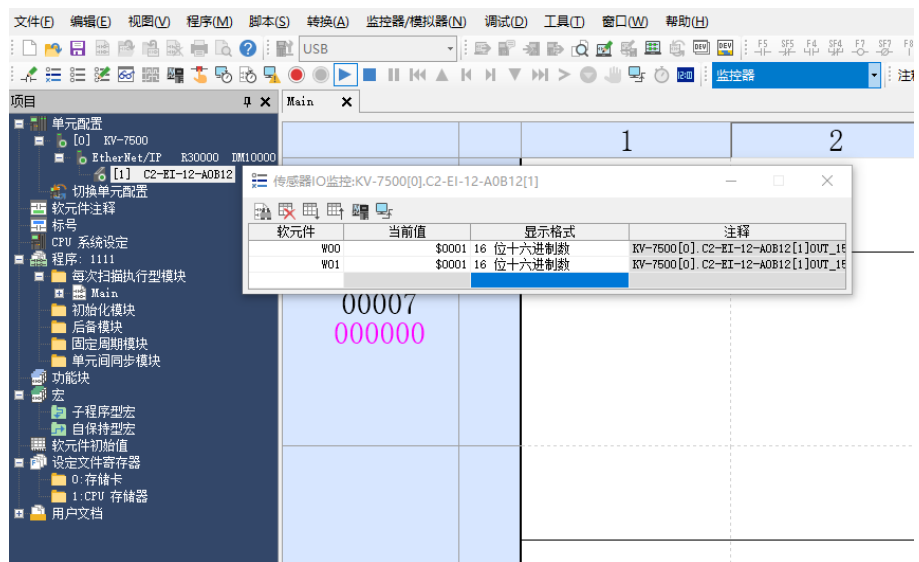 文件(F) 编辑(E) 视图(V) 程序(M) 脚本(S) 转换(A) 监控器/模拟器(N) 调试(D) 工具(T) 窗口(W) 帮助(H)
USB
F5 SF5 F4 SF4 F7 SF7 F8
监控器 注释
项目
Main
单元配置
[0] KV-7500
EtherNet/IP R30000 DM10000
[1] C2-EI-12-A0B12
切换单元配置
软元件注释
标号
CPU 系统设定
程序: 1111
每次扫描执行型模块
Main
初始化模块
后备模块
固定周期模块
单元间同步模块
功能块
宏
子程序型宏
自保持型宏
软元件初始值
设定文件寄存器
0:存储卡
1:CPU 存储器
用户文档
1 2
传感器IO监控:KV-7500[0].C2-EI-12-A0B12[1]
软元件 当前值 显示格式 注释
W00 $0001 16 位十六进制数 KV-7500[0].C2-EI-12-A0B12[1]OUT_15
W01 $0001 16 位十六进制数 KV-7500[0].C2-EI-12-A0B12[1]OUT_15
00007
000000